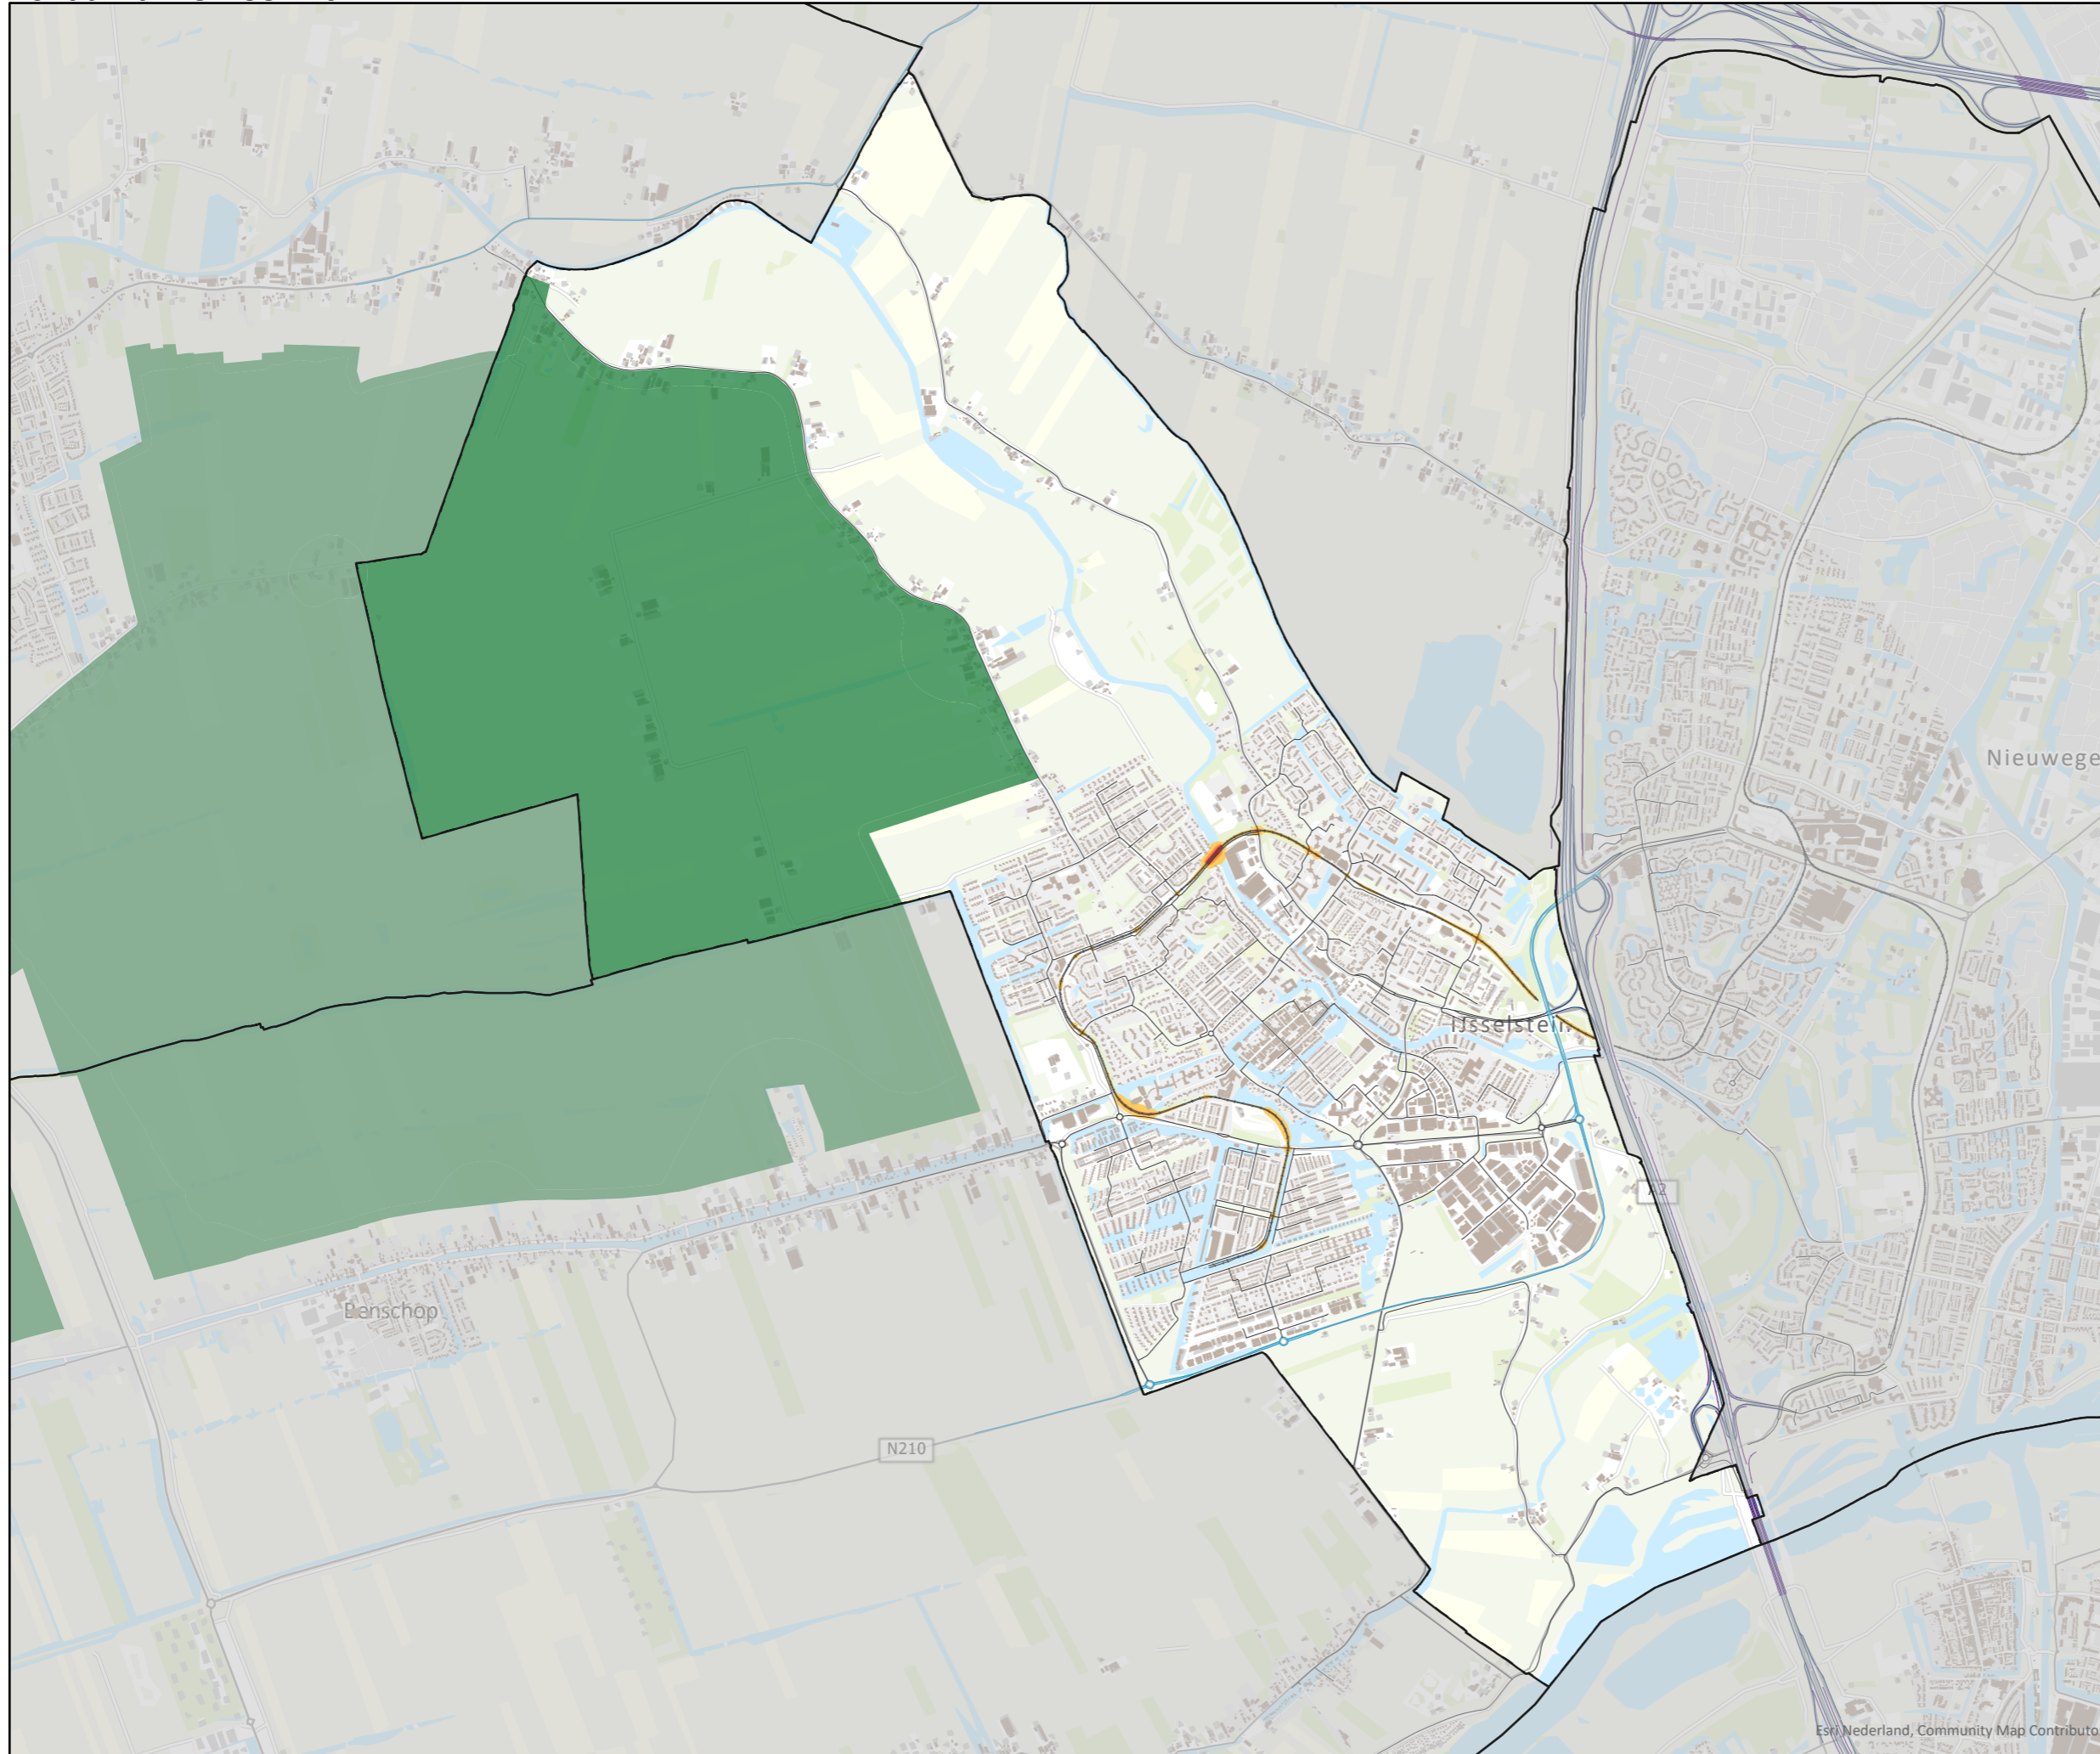 Nieuwege
IJsselstein
A2
Benschop
N210
Esri Nederland, Community Map Contributo